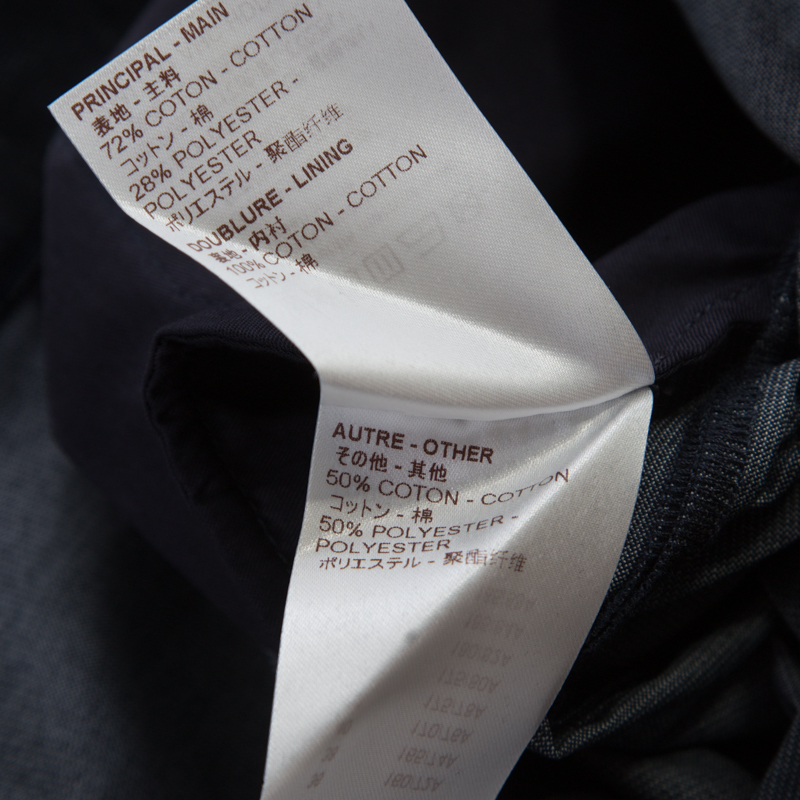 PRINCIPAL - MAIN
表地 - 主料
72% COTON - COTTON
コットン - 棉
28% POLYESTER -
POLYESTER
ポリエステル - 聚酯纤维
DOUBLURE - LINING
裏地 - 内衬
100% COTON - COTTON
コットン - 棉
AUTRE - OTHER
その他 - 其他
50% COTON - COTTON
コットン - 棉
50% POLYESTER -
POLYESTER
ポリエステル - 聚酯纤维